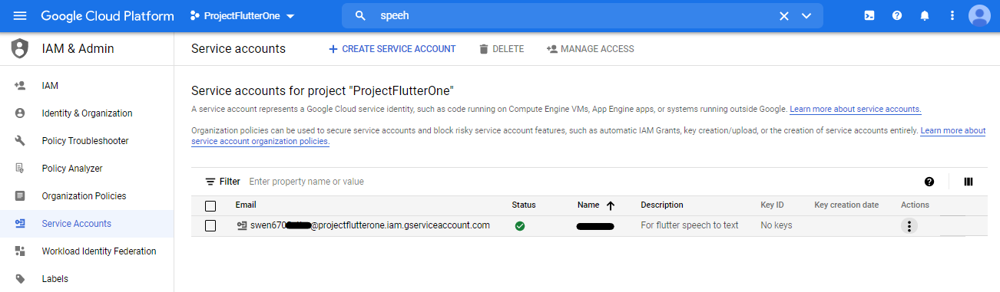 Google Cloud Platform ProjectFlutterOne speeh
IAM & Admin Service accounts CREATE SERVICE ACCOUNT DELETE MANAGE ACCESS
IAM
Identity & Organization
Policy Troubleshooter
Policy Analyzer
Organization Policies
Service Accounts
Workload Identity Federation
Labels
Service accounts for project "ProjectFlutterOne"
A service account represents a Google Cloud service identity, such as code running on Compute Engine VMs, App Engine apps, or systems running outside Google. Learn more about service accounts.
Organization policies can be used to secure service accounts and block risky service account features, such as automatic IAM Grants, key creation/upload, or the creation of service accounts entirely. Learn more about
service account organization policies.
Filter Enter property name or value
Email Status Name Description Key ID Key creation date Actions
swen670 @projectflutterone.iam.gserviceaccount.com For flutter speech to text No keys